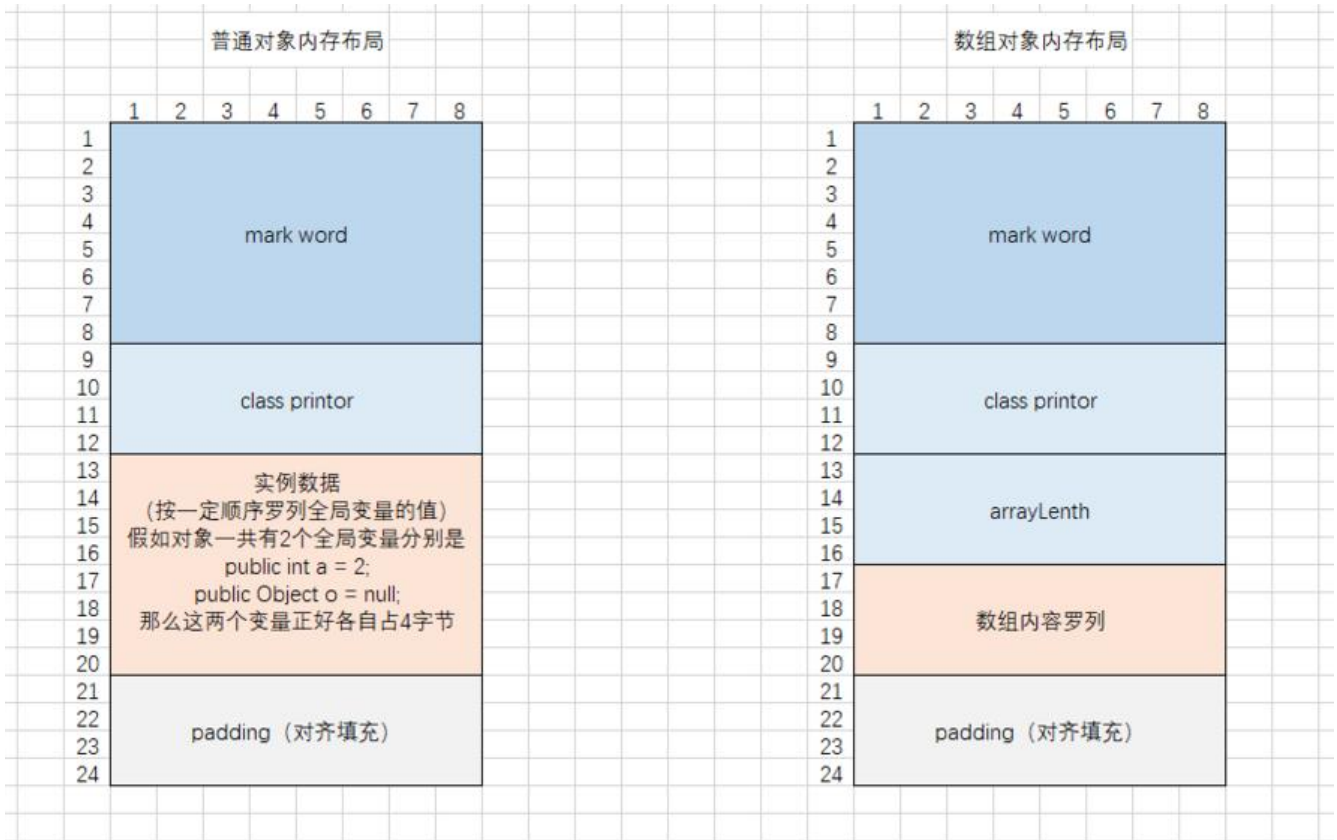 普通对象内存布局
1 2 3 4 5 6 7 8
1
2
3
4
5
6
7
8
9
10
11
12
13
14
15
16
17
18
19
20
21
22
23
24
mark word
class printor
实例数据
（按一定顺序罗列全局变量的值）
假如对象一共有2个全局变量分别是
public int a = 2;
public Object o = null;
那么这两个变量正好各自占4字节
padding（对齐填充）
数组对象内存布局
1 2 3 4 5 6 7 8
1
2
3
4
5
6
7
8
9
10
11
12
13
14
15
16
17
18
19
20
21
22
23
24
mark word
class printor
arrayLenth
数组内容罗列
padding（对齐填充）